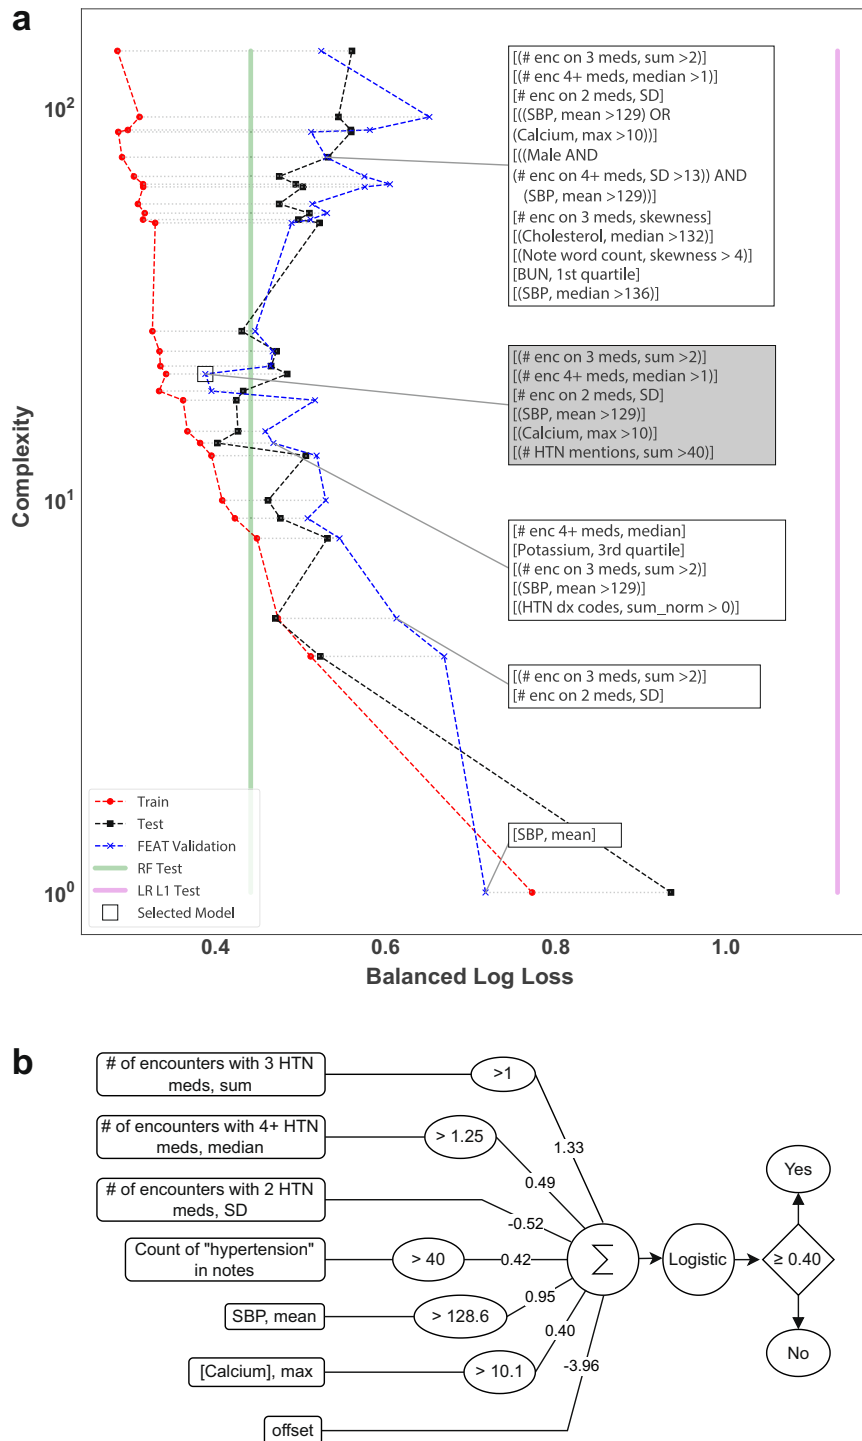 a
[(# enc on 3 meds, sum >2)]
[(# enc 4+ meds, median >1)]
[# enc on 2 meds, SD]
[((SBP, mean >129) OR
(Calcium, max >10))]
[((Male AND
(# enc on 4+ meds, SD >13)) AND
(SBP, mean >129))]
[# enc on 3 meds, skewness]
[(Cholesterol, median >132)]
[(Note word count, skewness > 4)]
[BUN, 1st quartile]
[(SBP, median >136)]
[(# enc on 3 meds, sum >2)]
[(# enc 4+ meds, median >1)]
[# enc on 2 meds, SD]
[(SBP, mean >129)]
[(Calcium, max >10)]
[(# HTN mentions, sum >40)]
[# enc 4+ meds, median]
[Potassium, 3rd quartile]
[(# enc on 3 meds, sum >2)]
[(SBP, mean >129)]
[(HTN dx codes, sum_norm > 0)]
[(# enc on 3 meds, sum >2)]
[# enc on 2 meds, SD]
[SBP, mean]
10²
10¹
10⁰
Complexity
Train
Test
FEAT Validation
RF Test
LR L1 Test
Selected Model
0.4 0.6 0.8 1.0
Balanced Log Loss
b
# of encounters with 3 HTN
meds, sum
>1
1.33
# of encounters with 4+ HTN
meds, median
> 1.25
0.49
# of encounters with 2 HTN
meds, SD
-0.52
Count of "hypertension"
in notes
> 40
0.42
SBP, mean
> 128.6
0.95
[Calcium], max
> 10.1
0.40
offset
-3.96
∑
Logistic
≥ 0.40
Yes
No